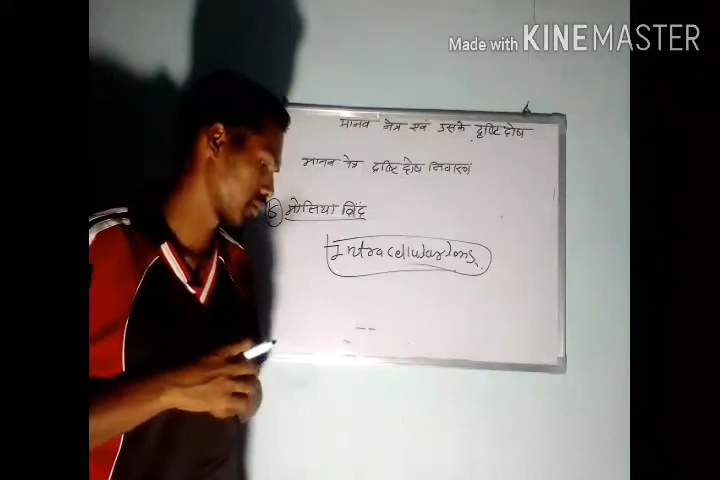 Made with KINEMASTER
मानव नेत्र एवं उसके दृष्टि दोष
मानव नेत्र दृष्टि दोष निवारण
5 मोतिया बिंद
Intracellular lens